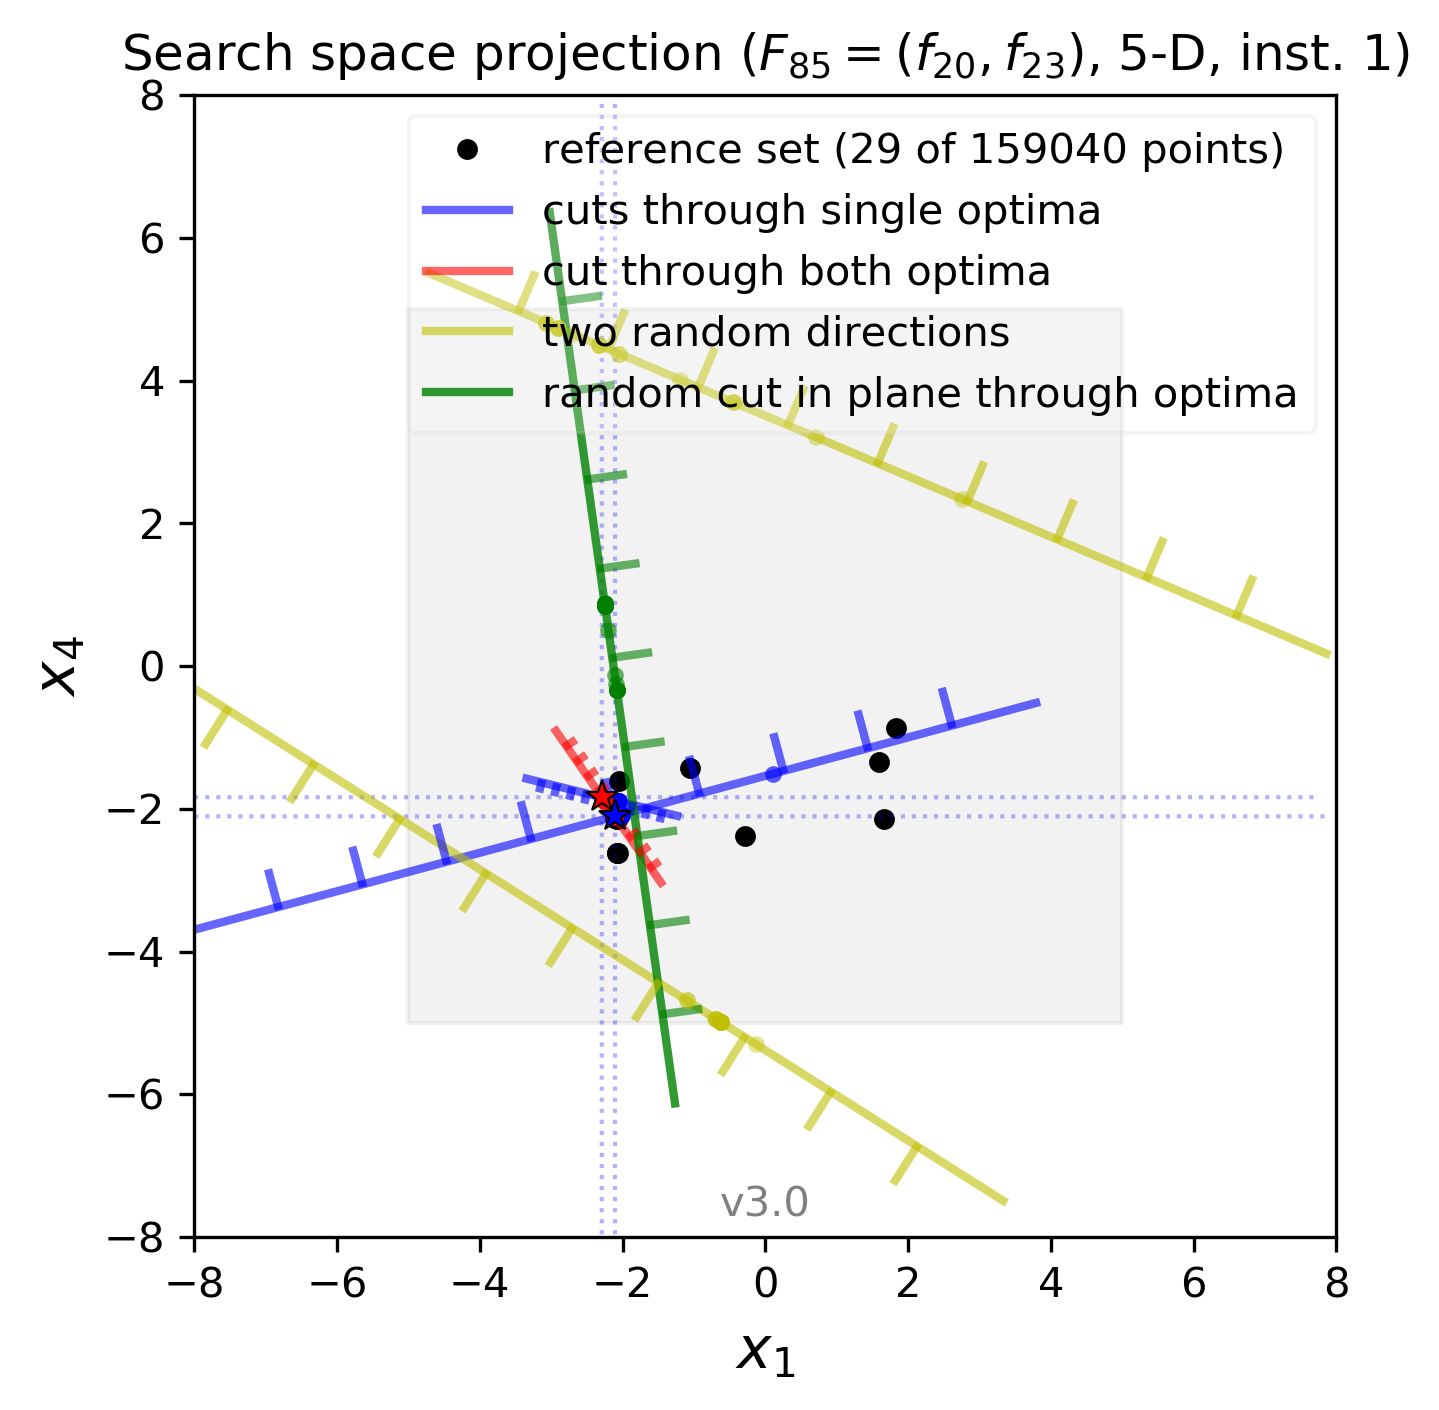 Search space projection (F85 = (f20, f23), 5-D, inst. 1)
8
6
4
2
0
−2
−4
−6
−8
x4
reference set (29 of 159040 points)
cuts through single optima
cut through both optima
two random directions
random cut in plane through optima
v3.0
−8 −6 −4 −2 0 2 4 6 8
x1